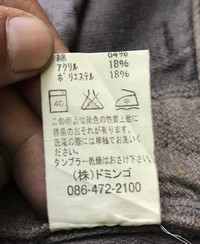 64%
アクリル 18%
ポリエステル 18%
40
この商品は染色の性質上他に
移染のおそれが有ります。
洗濯の際には単独でお洗い
ください。
タンブラー乾燥はおさけ下さい。
(株)ドミンゴ
086-472-2100